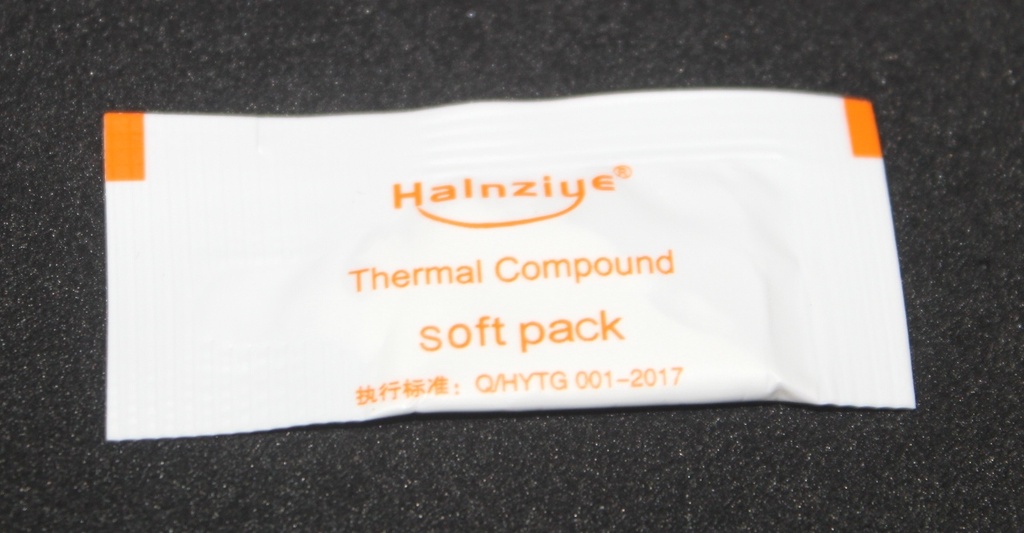 Halnziye®
Thermal Compound
soft pack
执行标准：Q/HYTG 001-2017